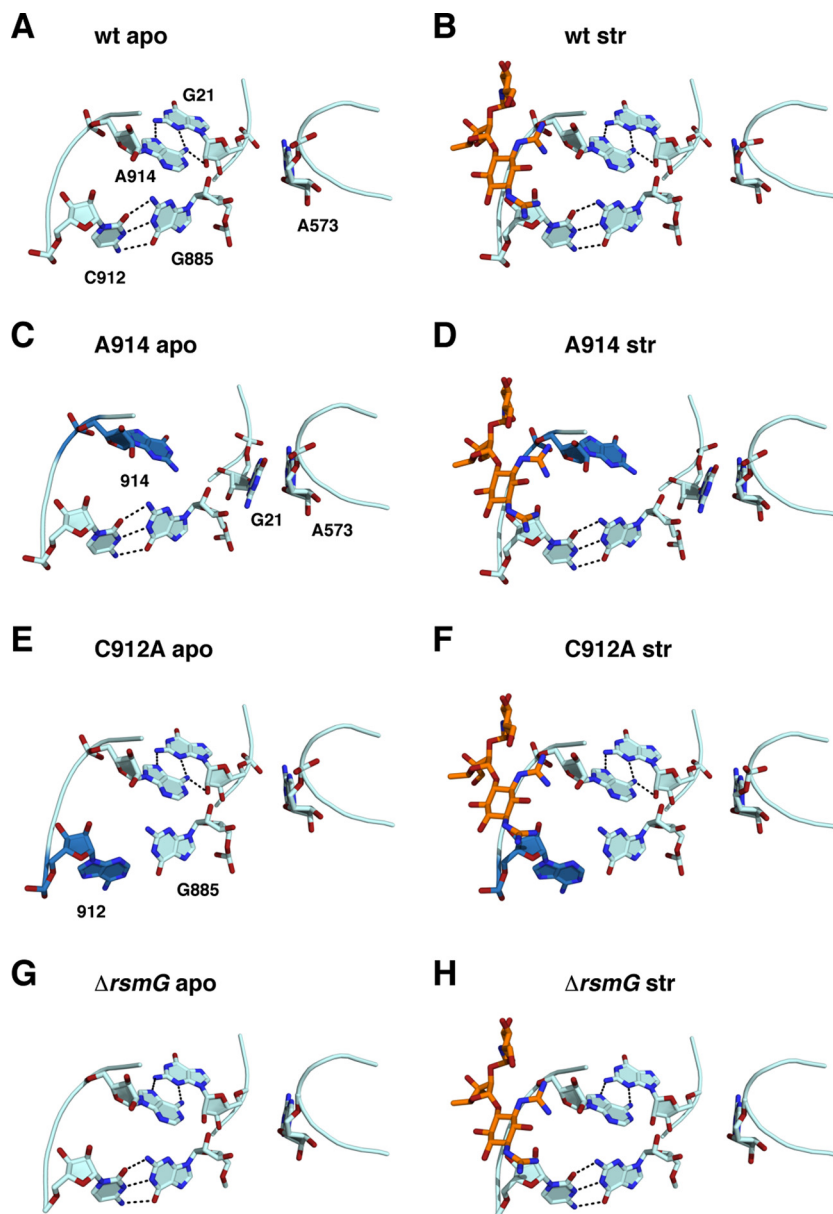 A wt apo
B wt str
G21
A914
A573
C912
G885
C A914 apo
D A914 str
914
G21
A573
E C912A apo
F C912A str
912
G885
G ΔrsmG apo
H ΔrsmG str